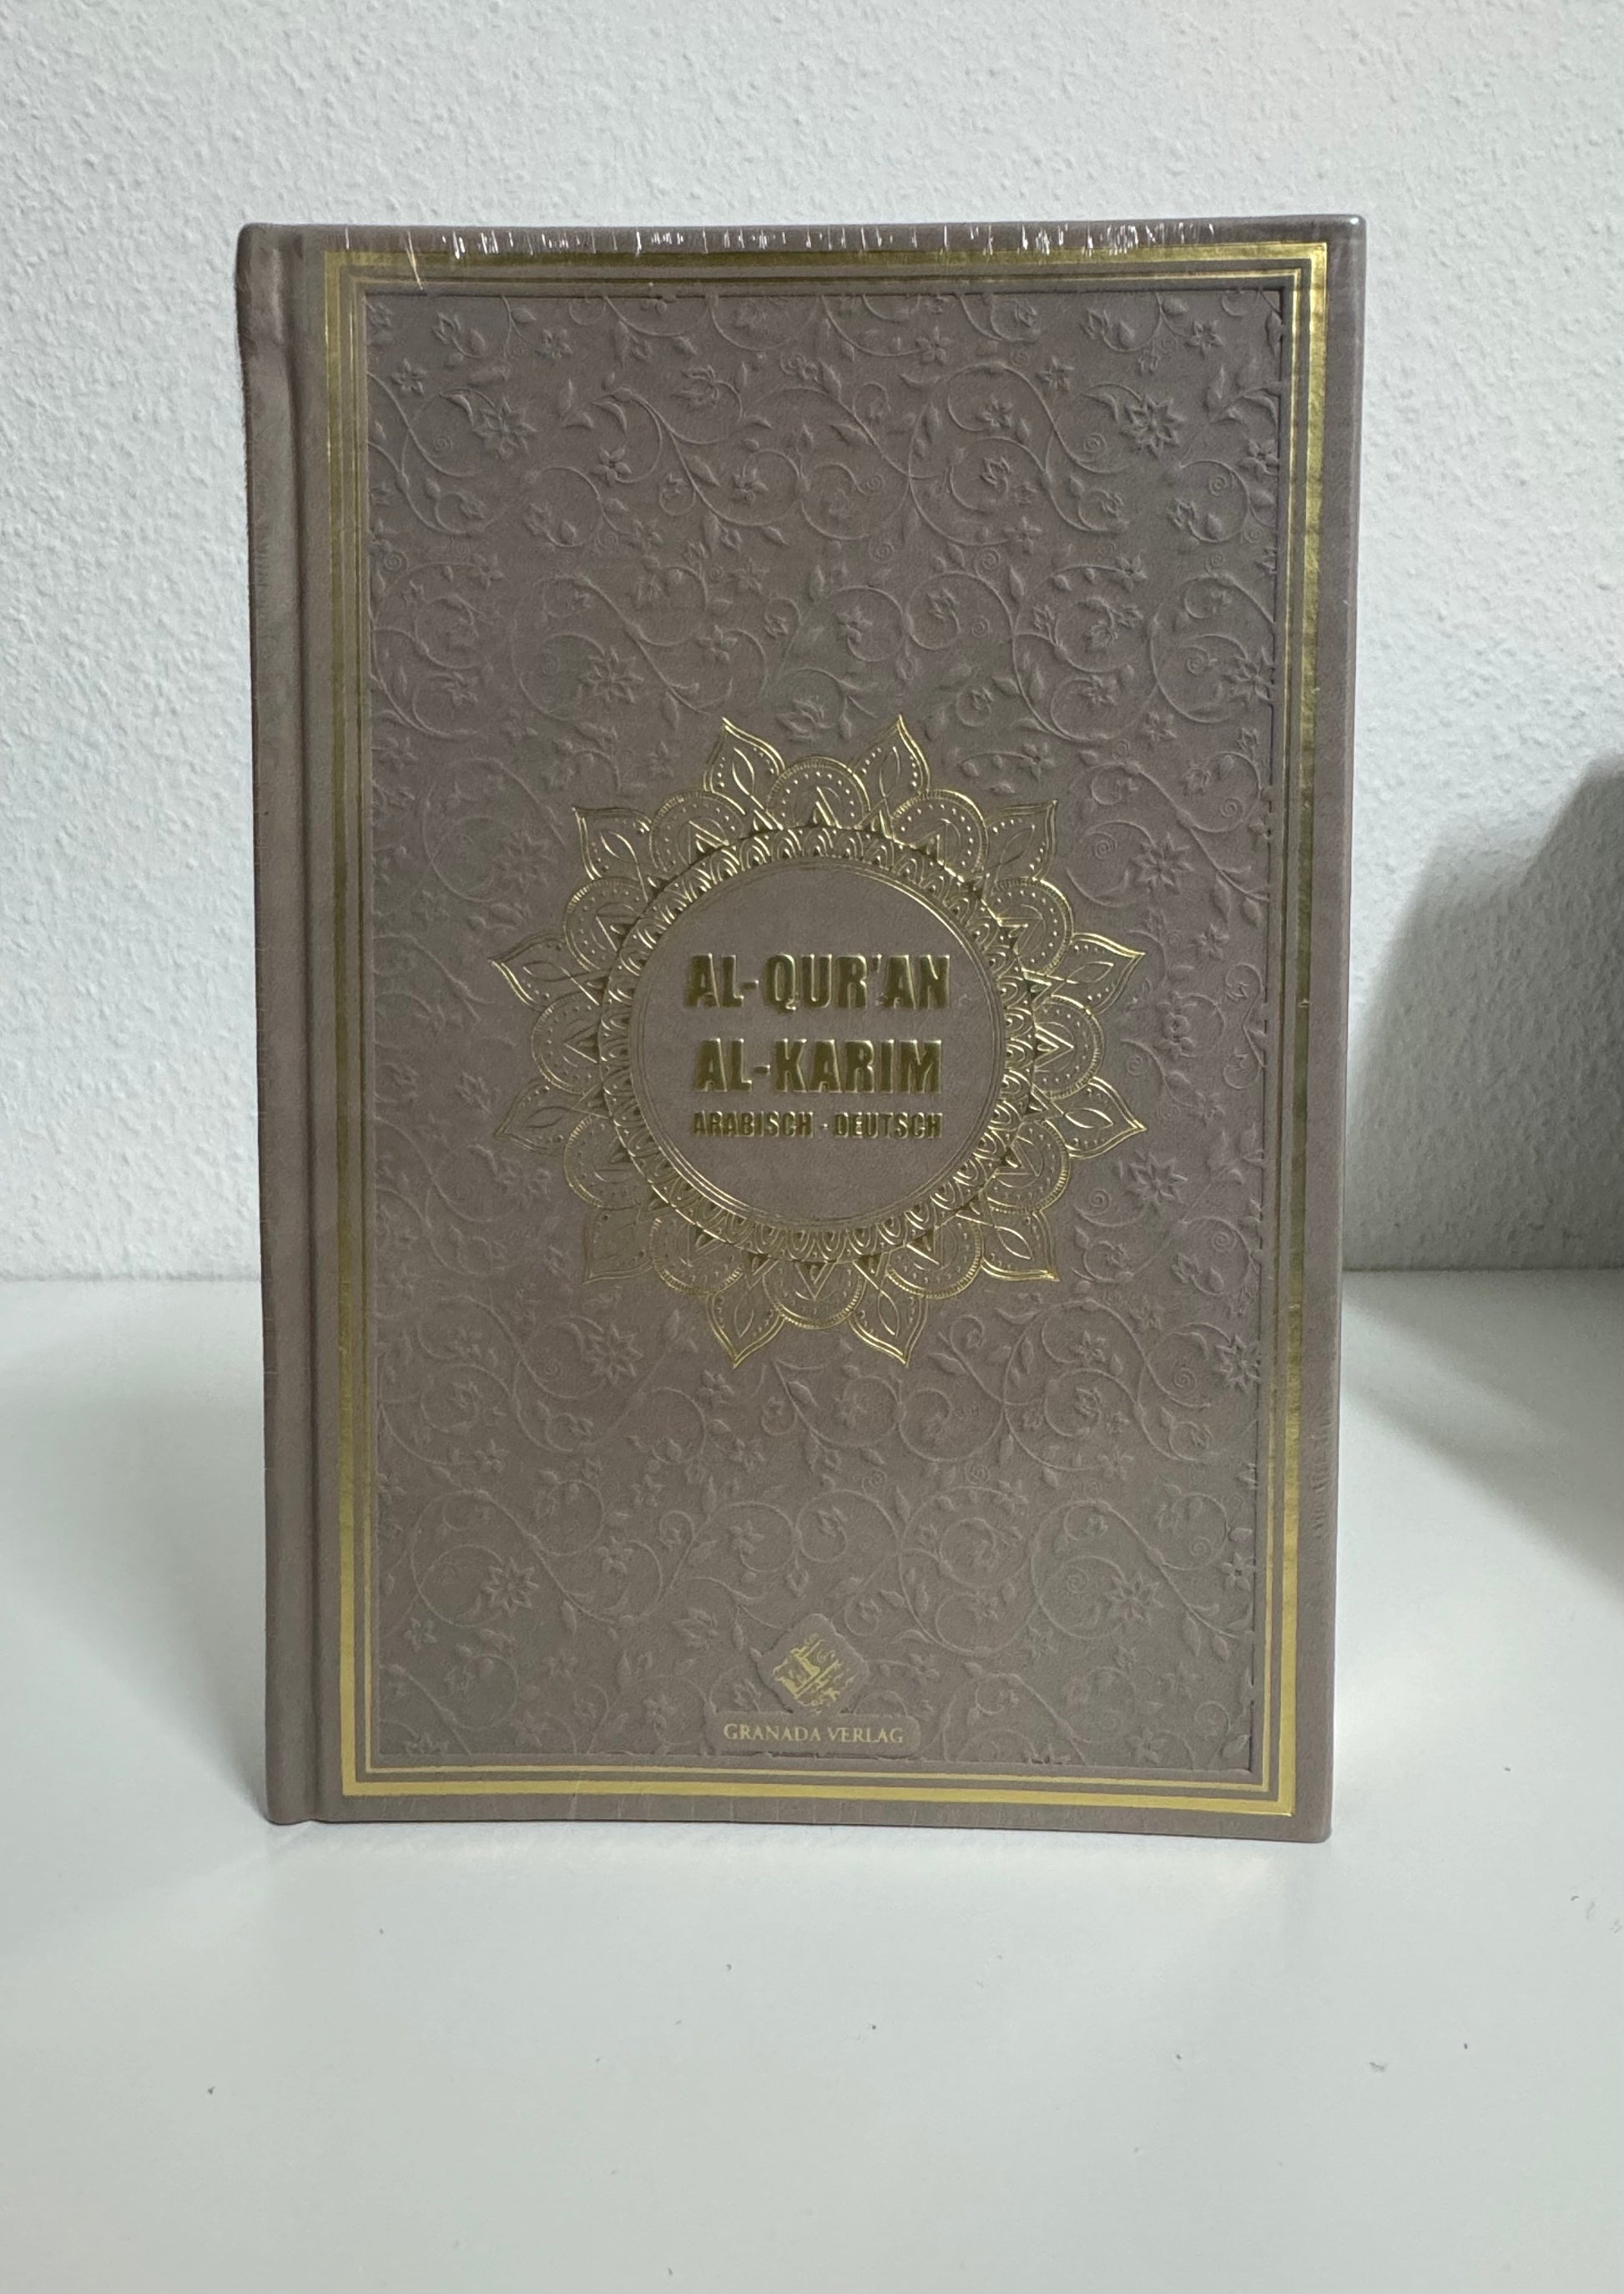 AL-QUR'AN
AL-KARIM
ARABISCH · DEUTSCH
GRANADA VERLAG